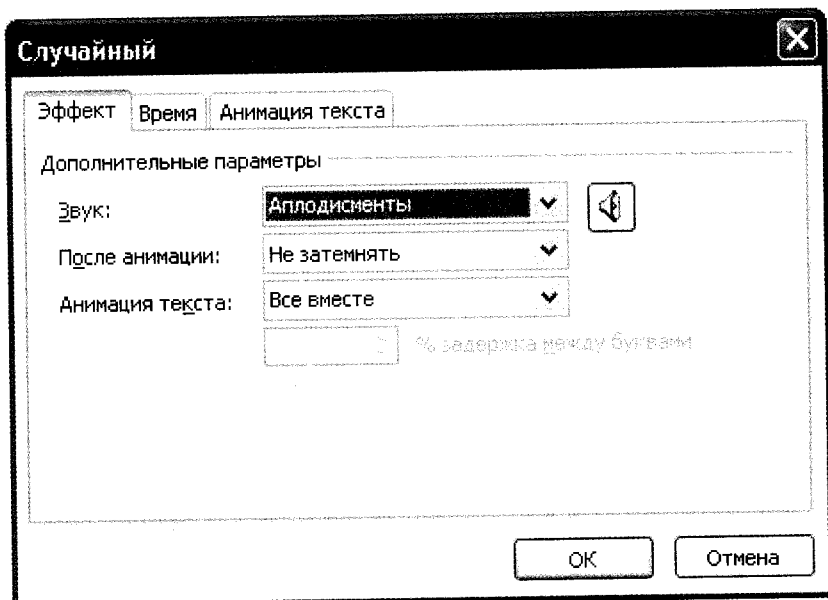 Случайный
Эффект Время Анимация текста
Дополнительные параметры
Звук: Аплодисменты
После анимации: Не затемнять
Анимация текста: Все вместе
% задержка между буквами
ОК Отмена